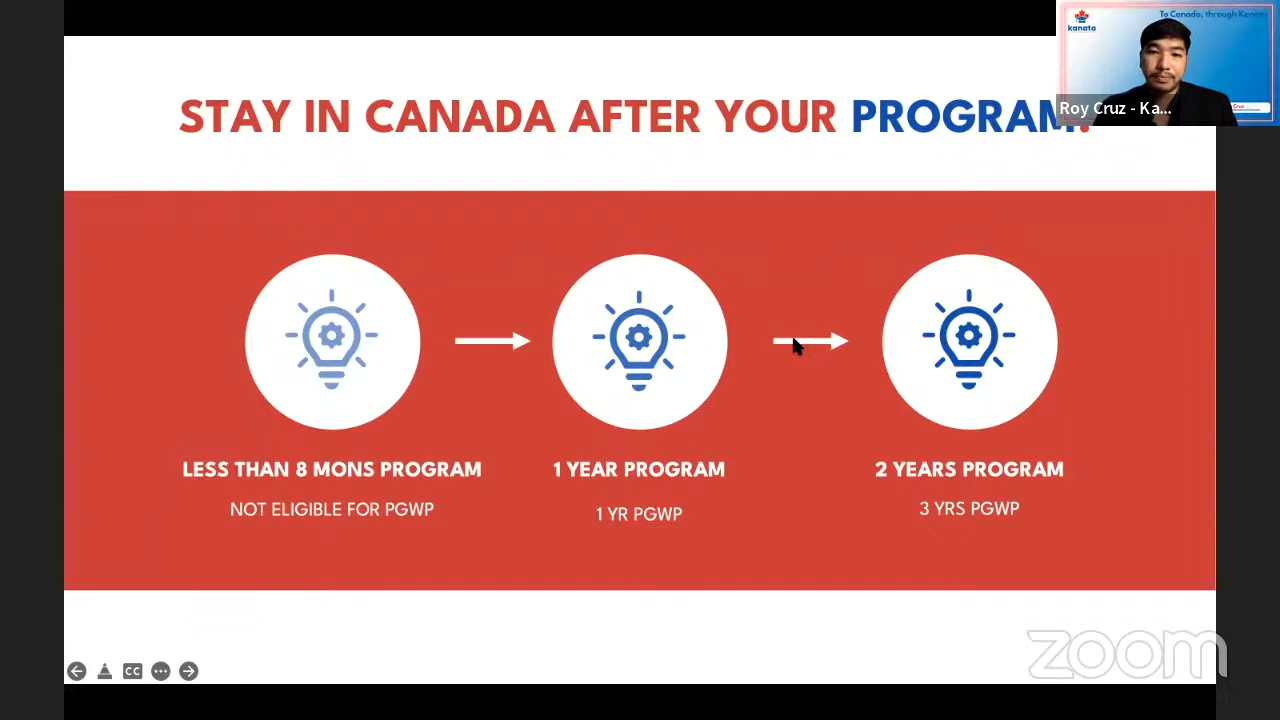 STAY IN CANADA AFTER YOUR PROGRAM
To Canada, through Kanata
kanata
Roy Cruz - Ka...
LESS THAN 8 MONS PROGRAM
NOT ELIGIBLE FOR PGWP
1 YEAR PROGRAM
1 YR PGWP
2 YEARS PROGRAM
3 YRS PGWP
CC
zoom